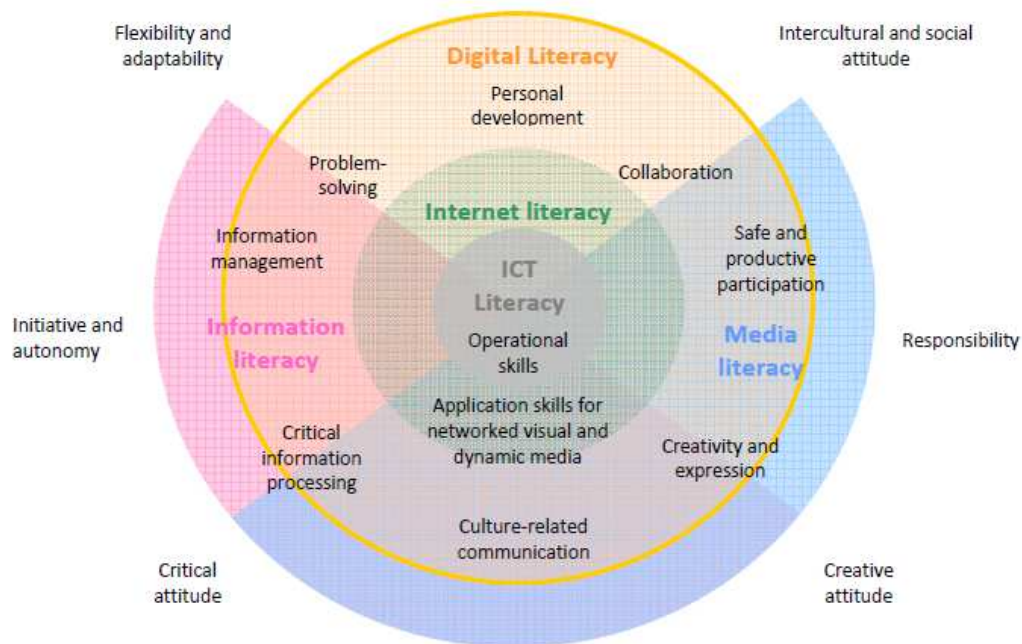 Flexibility and
adaptability
Intercultural and social
attitude
Digital Literacy
Personal
development
Problem-
solving
Collaboration
Internet literacy
Information
management
Safe and
productive
participation
ICT
Literacy
Initiative and
autonomy
Information
literacy
Operational
skills
Media
literacy
Responsibility
Critical
information
processing
Application skills for
networked visual and
dynamic media
Creativity and
expression
Culture-related
communication
Critical
attitude
Creative
attitude